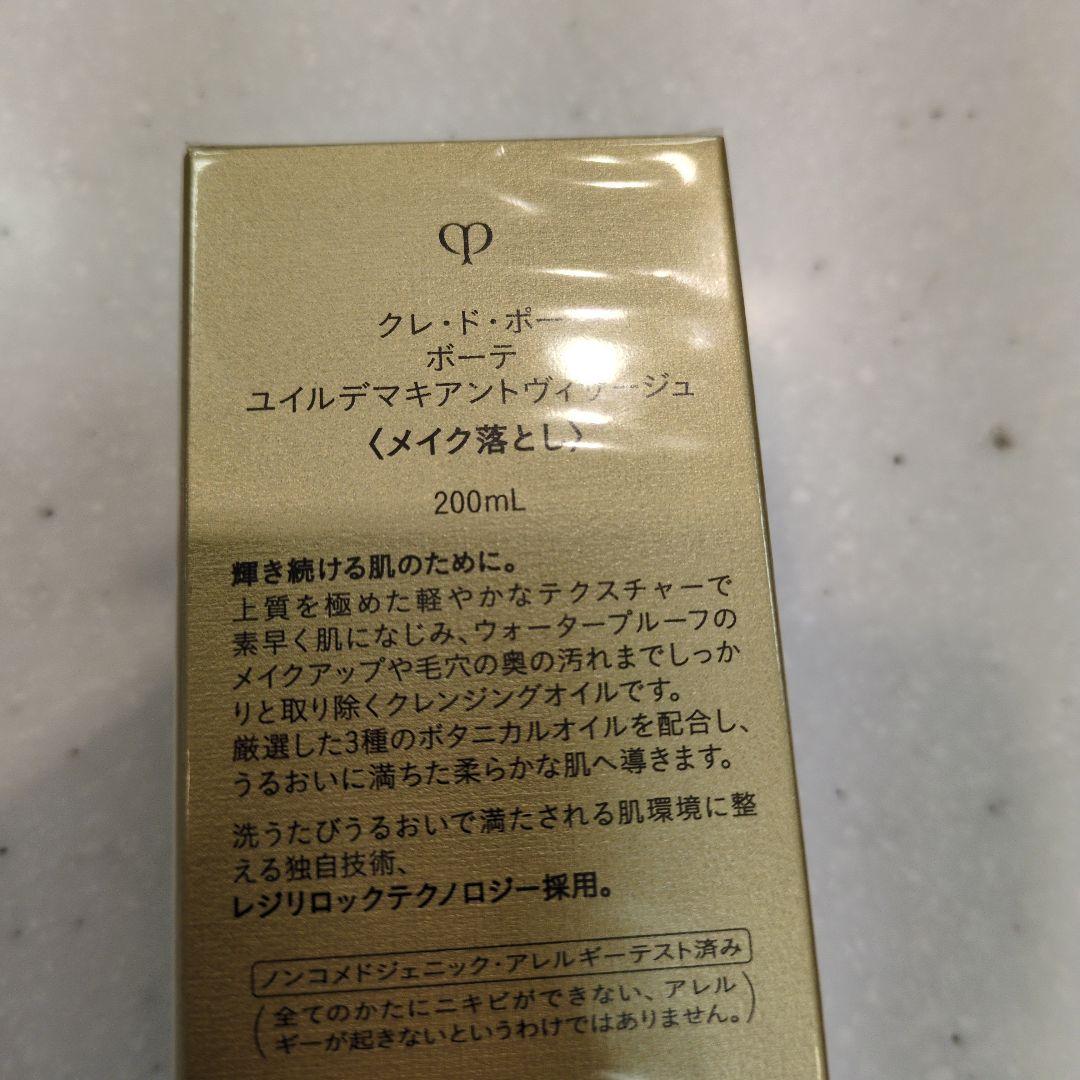 クレ・ド・ポー
ボーテ
ユイルデマキアントヴィサージュ
〈メイク落とし〉
200mL
輝き続ける肌のために。
上質を極めた軽やかなテクスチャーで
素早く肌になじみ、ウォータープルーフの
メイクアップや毛穴の奥の汚れまでしっか
りと取り除くクレンジングオイルです。
厳選した3種のボタニカルオイルを配合し、
うるおいに満ちた柔らかな肌へ導きます。
洗うたびうるおいで満たされる肌環境に整
える独自技術、
レジリロックテクノロジー採用。
ノンコメドジェニック・アレルギーテスト済み
(全てのかたにニキビができない、アレル
ギーが起きないというわけではありません。)